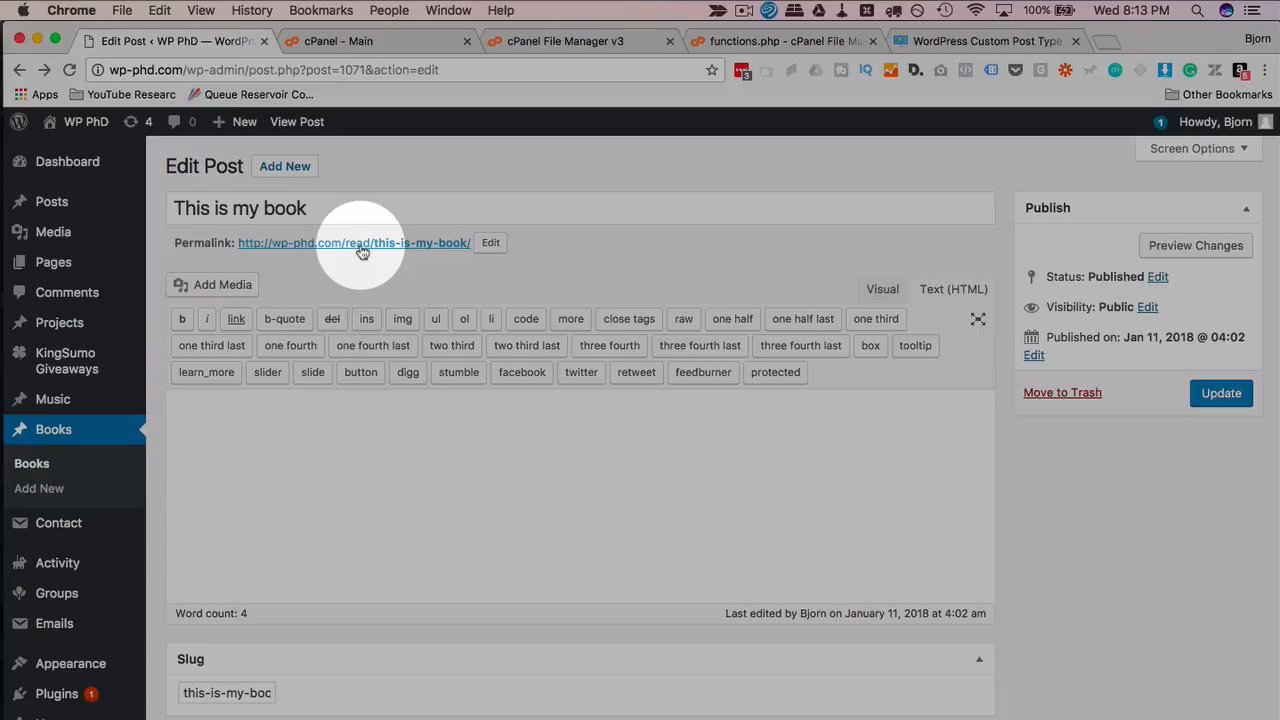 Chrome File Edit View History Bookmarks People Window Help 100% Wed 8:13 PM
Edit Post ‹ WP PhD — WordPr cPanel - Main cPanel File Manager v3 functions.php - cPanel File Ma WordPress Custom Post Type Bjorn
wp-phd.com/wp-admin/post.php?post=1071&action=edit
Apps YouTube Researc Queue Reservoir Co... Other Bookmarks
WP PhD 4 0 New View Post 1 Howdy, Bjorn
Screen Options
Edit Post Add New
Dashboard
Posts
Media
Pages
Comments
Projects
KingSumo
Giveaways
Music
Books
Books
Add New
Contact
Activity
Groups
Emails
Appearance
Plugins 1
This is my book
Permalink: http://wp-phd.com/read/this-is-my-book/ Edit
Add Media Visual Text (HTML)
b i link b-quote del ins img ul ol li code more close tags raw one half one half last one third
one third last one fourth one fourth last two third two third last three fourth three fourth last three fourth last box tooltip
learn_more slider slide button digg stumble facebook twitter retweet feedburner protected
Word count: 4 Last edited by Bjorn on January 11, 2018 at 4:02 am
Slug
this-is-my-boo
Publish
Preview Changes
Status: Published Edit
Visibility: Public Edit
Published on: Jan 11, 2018 @ 04:02
Edit
Move to Trash Update